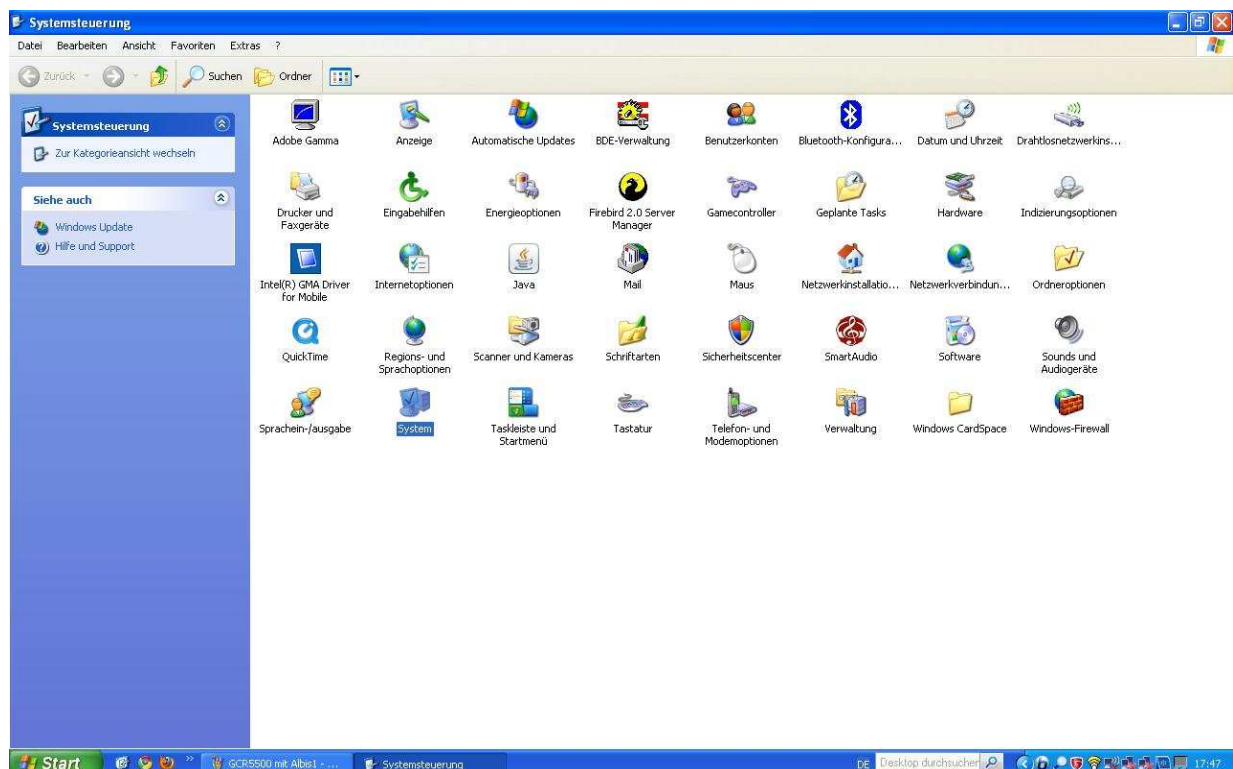 Systemsteuerung
Datei Bearbeiten Ansicht Favoriten Extras ?
Zurück Suchen Ordner
Systemsteuerung
Zur Kategorieansicht wechseln
Siehe auch
Windows Update
Hilfe und Support
Adobe Gamma
Anzeige
Automatische Updates
BDE-Verwaltung
Benutzerkonten
Bluetooth-Konfigura...
Datum und Uhrzeit
Drahtlosnetzwerkins...
Drucker und
Faxgeräte
Eingabehilfen
Energieoptionen
Firebird 2.0 Server
Manager
Gamecontroller
Geplante Tasks
Hardware
Indizierungsoptionen
Intel(R) GMA Driver
for Mobile
Internetoptionen
Java
Mail
Maus
Netzwerkinstallatio...
Netzwerkverbindun...
Ordneroptionen
QuickTime
Regions- und
Sprachoptionen
Scanner und Kameras
Schriftarten
Sicherheitscenter
SmartAudio
Software
Sounds und
Audiogeräte
Sprachein-/ausgabe
System
Taskleiste und
Startmenü
Tastatur
Telefon- und
Modemoptionen
Verwaltung
Windows CardSpace
Windows-Firewall
Start
GCR5500 mit Albis1 - ...
Systemsteuerung
DE
Desktop durchsuchen
17:47